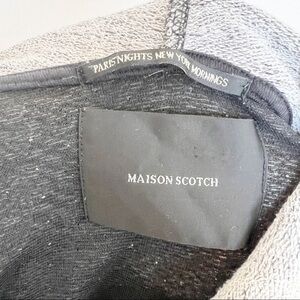 PARIS NIGHTS NEW YORK MORNINGS
MAISON SCOTCH